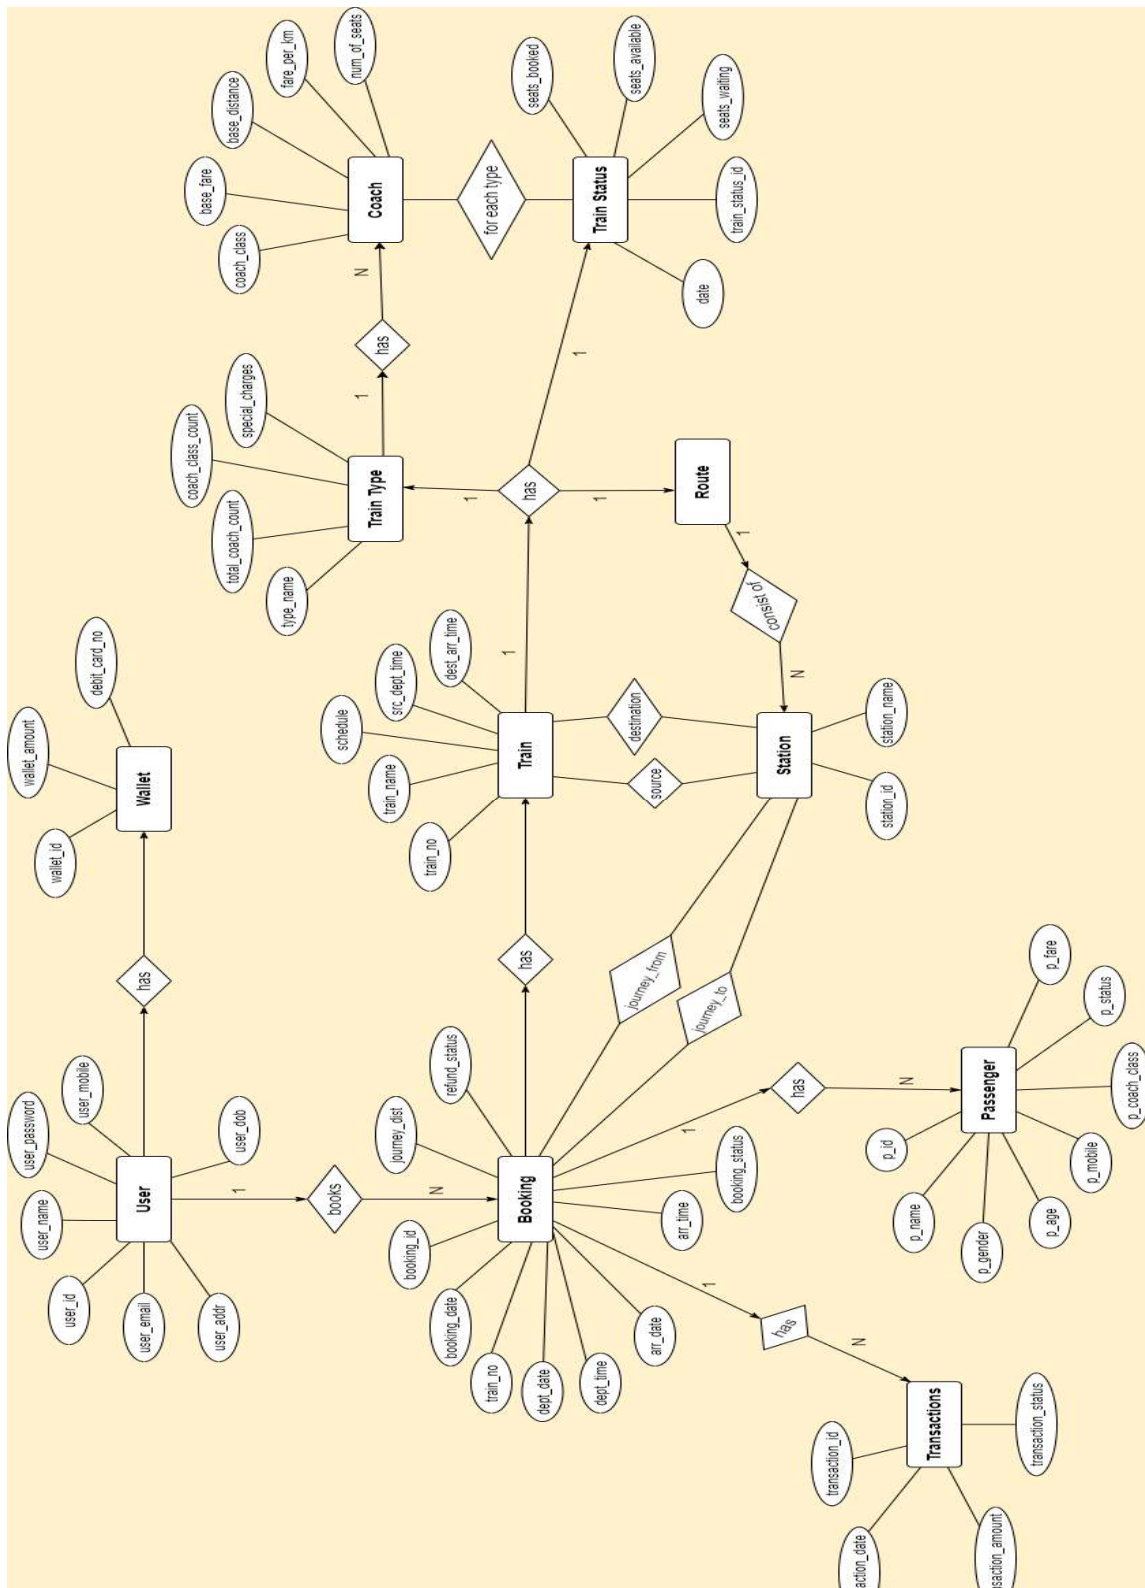 user_id
user_name
user_password
user_mobile
user_email
user_addr
user_dob
User
has
wallet_id
wallet_amount
debit_card_no
Wallet
1
books
N
booking_id
journey_dist
refund_status
booking_date
train_no
dept_date
dept_time
arr_date
arr_time
booking_status
Booking
has
train_no
train_name
schedule
src_dept_time
dest_arr_time
Train
1
has
1
1
1
type_name
total_coach_count
coach_class_count
special_charges
Train Type
1
has
N
coach_class
base_fare
base_distance
fare_per_km
num_of_seats
Coach
for each type
seats_booked
seats_available
seats_waiting
train_status_id
date
Train Status
Route
1
consist of
N
source
destination
Station
station_id
station_name
journey_from
journey_to
1
has
N
p_id
p_name
p_gender
p_age
p_mobile
p_coach_class
p_status
p_fare
Passenger
1
has
N
transaction_id
action_date
nsaction_amount
transaction_status
Transactions